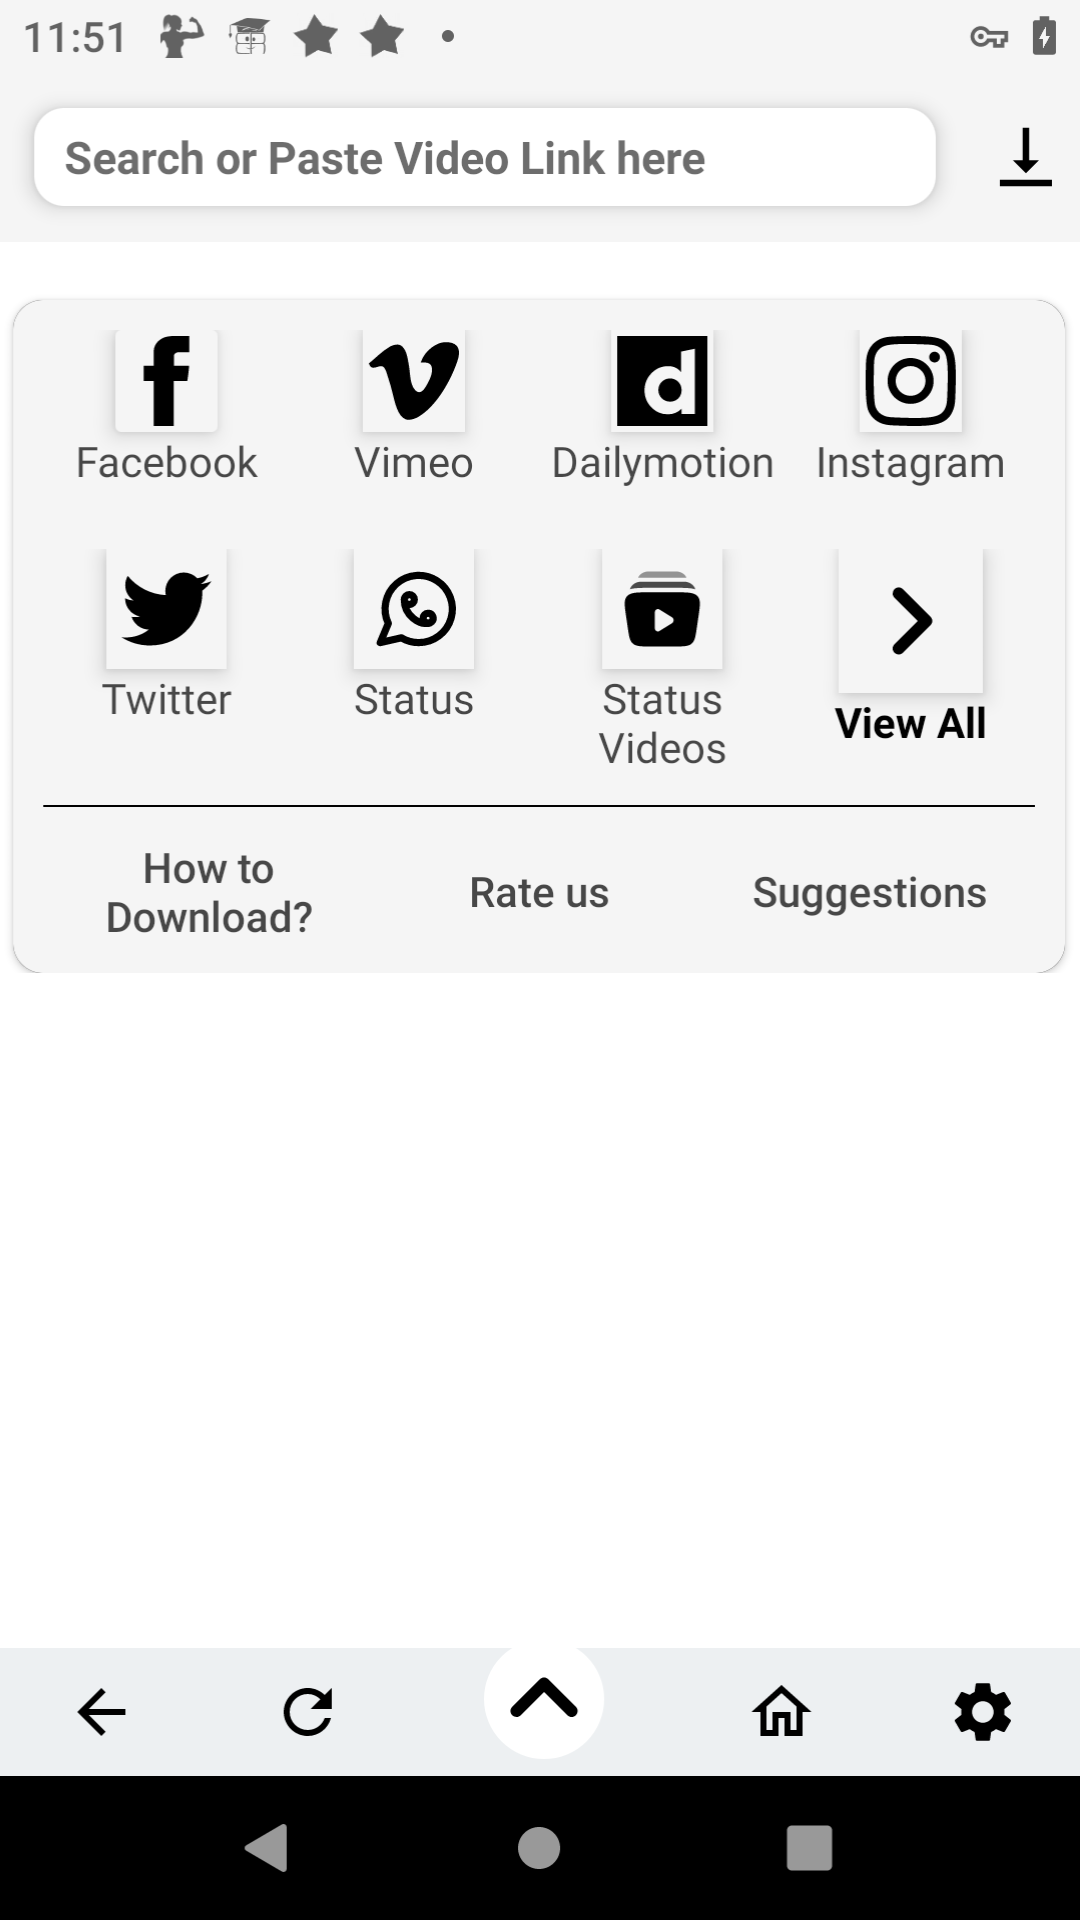 11:51
Search or Paste Video Link here
Facebook
Vimeo
Dailymotion
Instagram
Twitter
Status
Status
Videos
View All
How to
Download?
Rate us
Suggestions